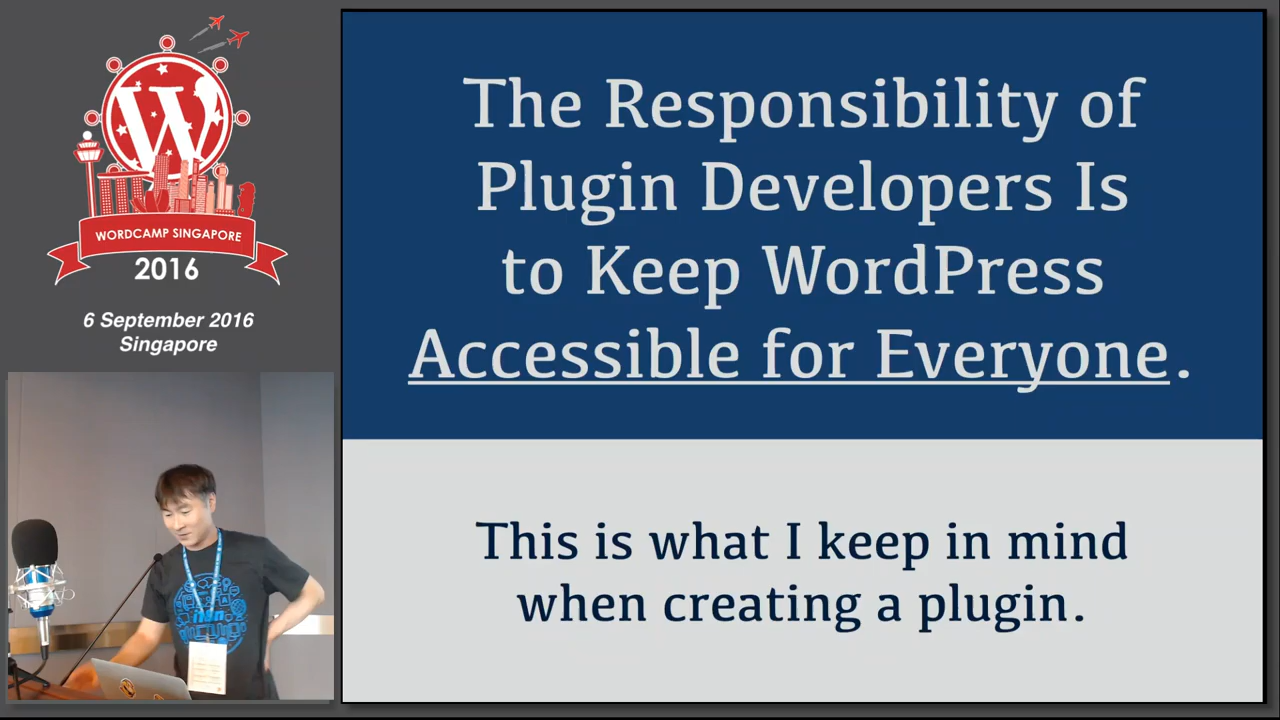 W
WORDCAMP SINGAPORE
2016
6 September 2016
Singapore
The Responsibility of
Plugin Developers Is
to Keep WordPress
Accessible for Everyone.
This is what I keep in mind
when creating a plugin.